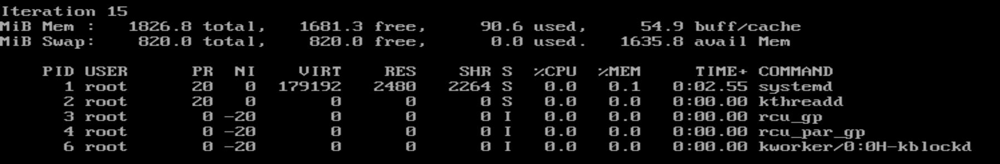 Iteration 15
MiB Mem :   1826.8 total,   1681.3 free,     90.6 used,     54.9 buff/cache
MiB Swap:    820.0 total,    820.0 free,      0.0 used.   1635.8 avail Mem
PID USER      PR  NI    VIRT    RES    SHR S  %CPU  %MEM     TIME+ COMMAND
1 root      20   0  179192   2480   2264 S   0.0   0.1   0:02.55 systemd
2 root      20   0       0      0      0 S   0.0   0.0   0:00.00 kthreadd
3 root       0 -20       0      0      0 I   0.0   0.0   0:00.00 rcu_gp
4 root       0 -20       0      0      0 I   0.0   0.0   0:00.00 rcu_par_gp
6 root       0 -20       0      0      0 I   0.0   0.0   0:00.00 kworker/0:0H-kblockd